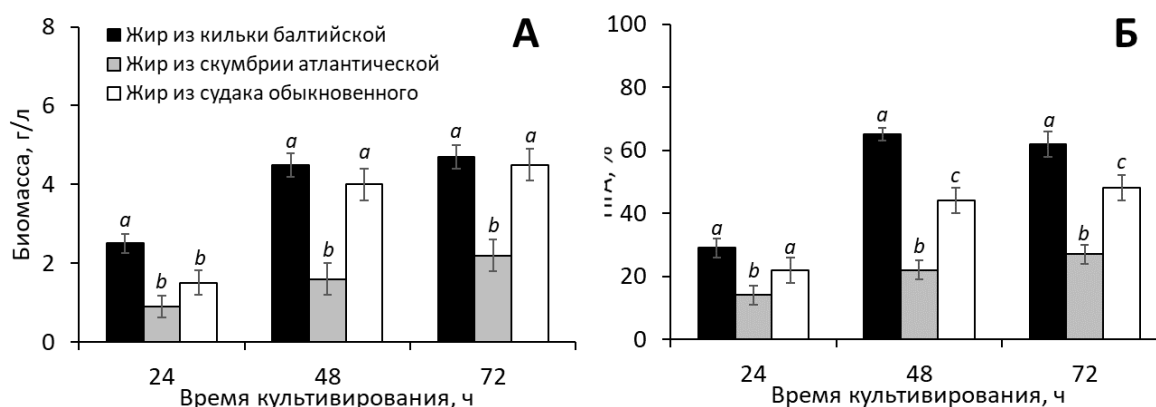 А
Жир из кильки балтийской
Жир из скумбрии атлантической
Жир из судака обыкновенного
Биомасса, г/л
8
6
4
2
0
a
b
b
a
b
a
a
b
a
24
48
72
Время культивирования, ч
Б
%
100
80
60
40
20
0
a
b
a
a
b
c
a
b
c
24
48
72
Время культивирования, ч